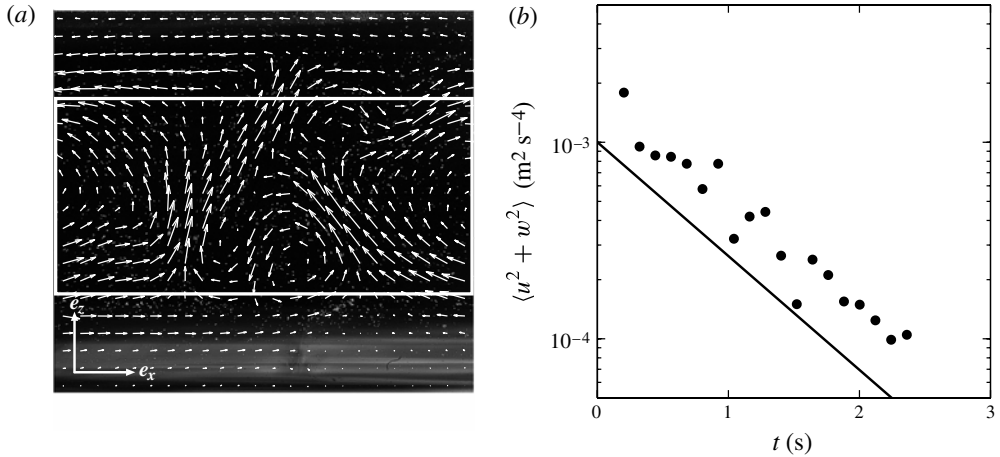 (a)
e_z
e_x
(b)
⟨u² + w²⟩ (m² s⁻⁴)
10⁻³
10⁻⁴
0
1
2
3
t (s)